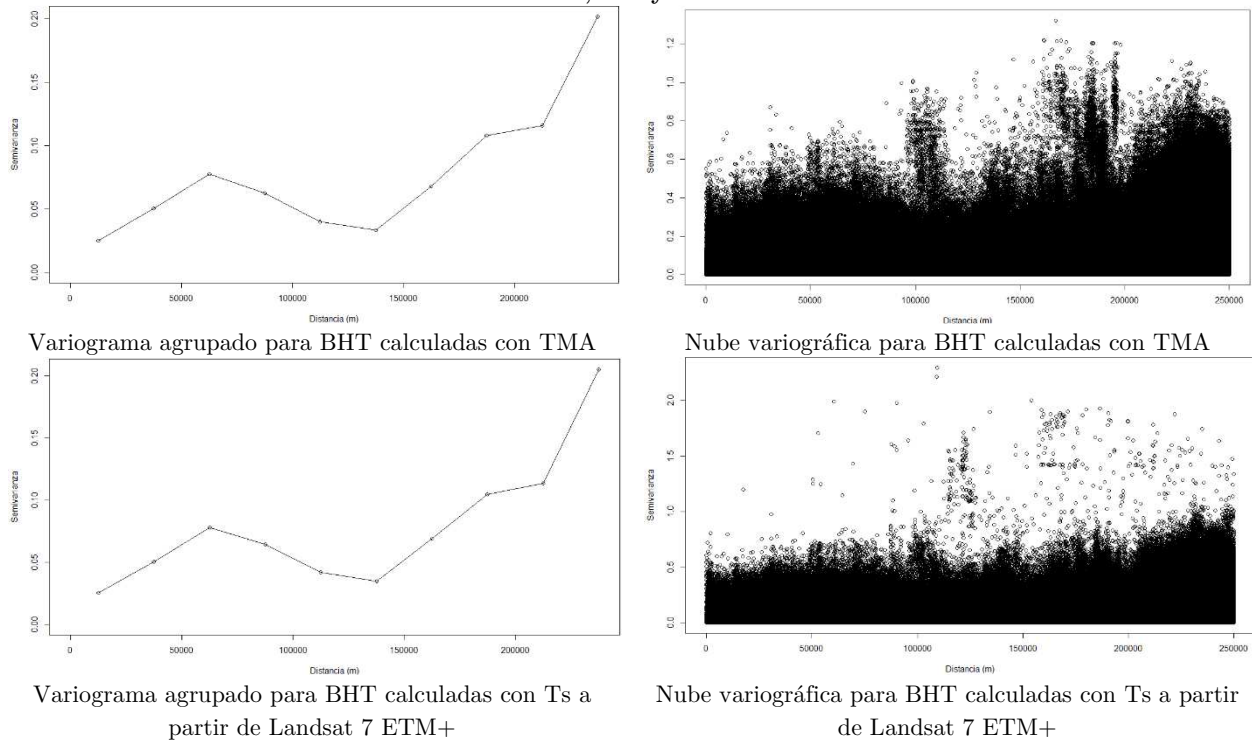 0.20
0.15
0.10
0.05
0.00
Semivarianza
0 50000 100000 150000 200000
Distancia (m)
1.2
1.0
0.8
0.6
0.4
0.2
0.0
Semivarianza
0 50000 100000 150000 200000 250000
Distancia (m)
Variograma agrupado para BHT calculadas con TMA
Nube variográfica para BHT calculadas con TMA
0.20
0.15
0.10
0.05
0.00
Semivarianza
0 50000 100000 150000 200000
Distancia (m)
2.0
1.5
1.0
0.5
0.0
Semivarianza
0 50000 100000 150000 200000 250000
Distancia (m)
Variograma agrupado para BHT calculadas con Ts a
partir de Landsat 7 ETM+
Nube variográfica para BHT calculadas con Ts a partir
de Landsat 7 ETM+